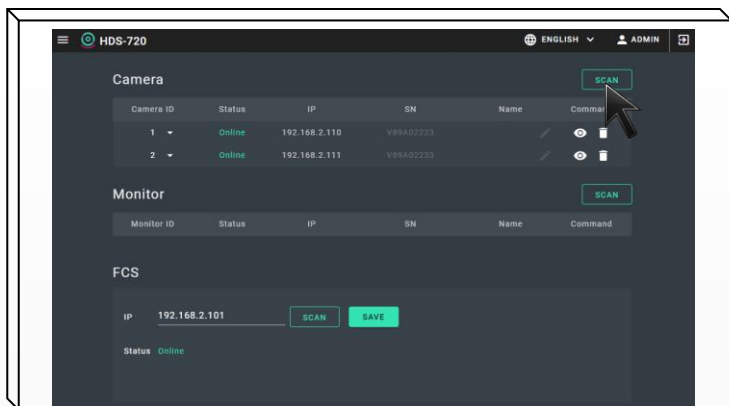 HDS-720 ENGLISH ADMIN
Camera SCAN
Camera ID Status IP SN Name Command
1 Online 192.168.2.110 V89A02223
2 Online 192.168.2.111 V89A02233
Monitor SCAN
Monitor ID Status IP SN Name Command
FCS
IP 192.168.2.101 SCAN SAVE
Status Online